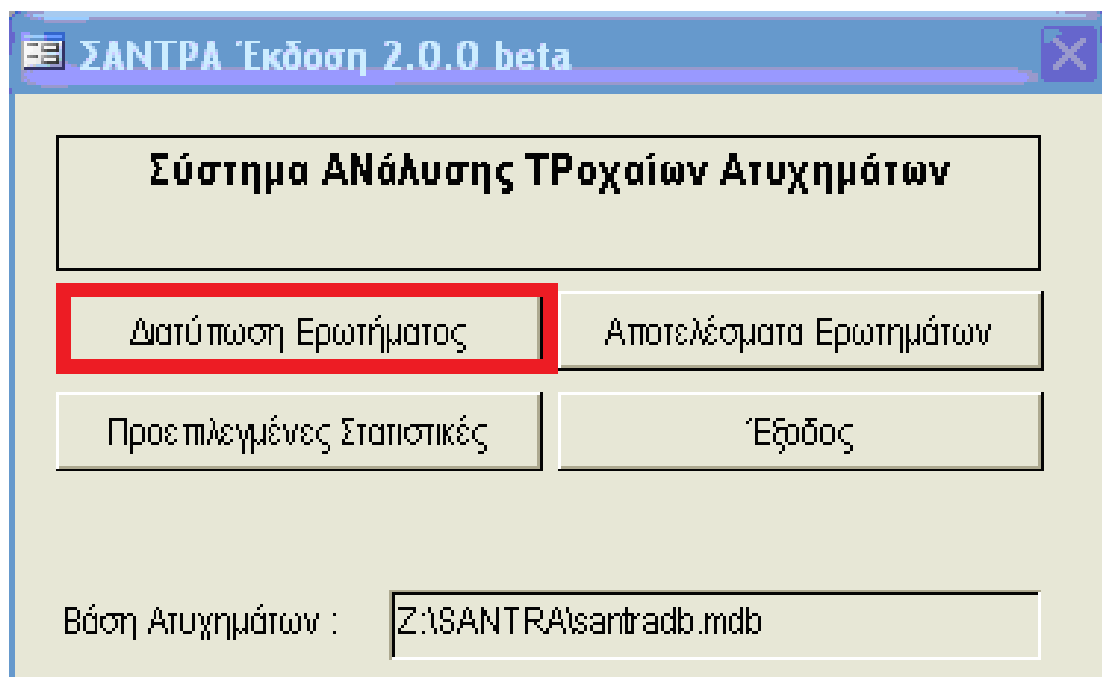 ΣΑΝΤΡΑ Έκδοση 2.0.0 beta
Σύστημα ΑΝάλυσης ΤΡοχαίων Ατυχημάτων
Διατύπωση Ερωτήματος
Αποτελέσματα Ερωτημάτων
Προεπιλεγμένες Στατιστικές
Έξοδος
Βάση Ατυχημάτων : Z:\SANTRA\santradb.mdb